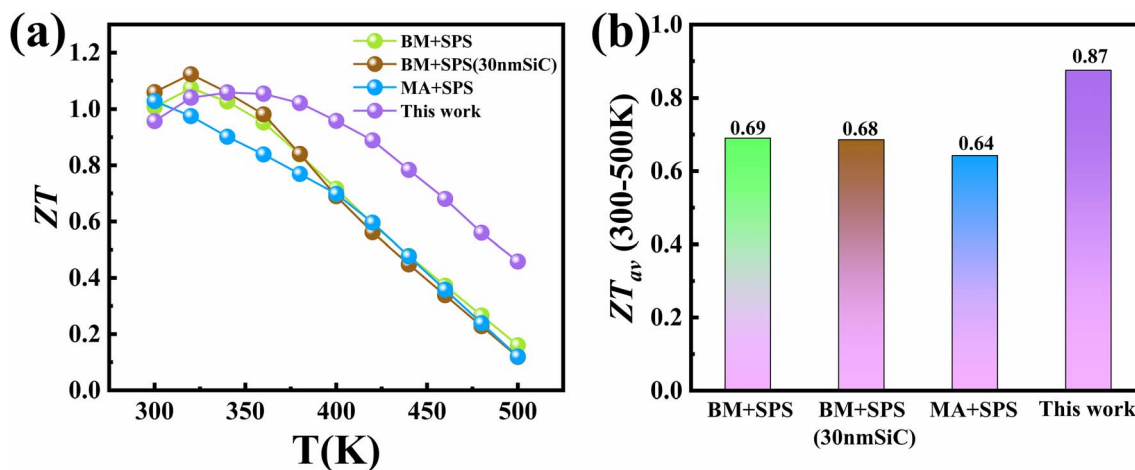 (a)
ZT
1.2
1.0
0.8
0.6
0.4
0.2
0.0
300
350
400
450
500
T(K)
BM+SPS
BM+SPS(30nmSiC)
MA+SPS
This work
(b)
ZTav (300-500K)
1.0
0.8
0.6
0.4
0.2
0.0
0.69
0.68
0.64
0.87
BM+SPS
BM+SPS
(30nmSiC)
MA+SPS
This work